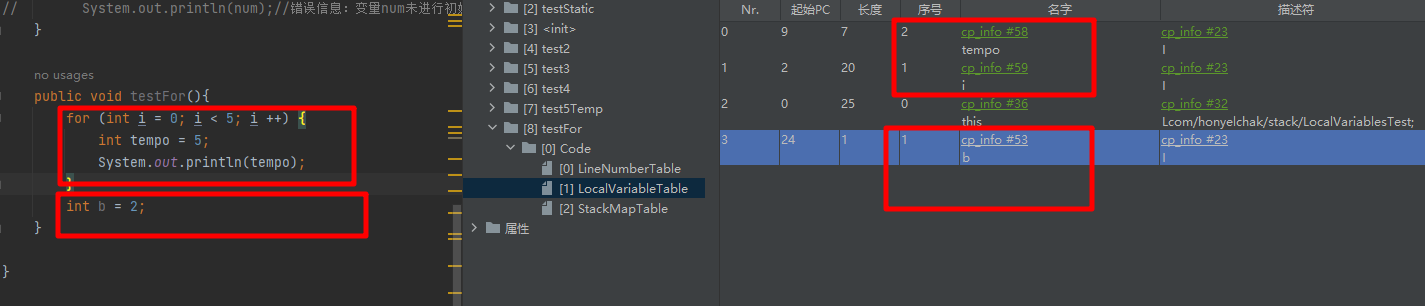 // System.out.println(num);//错误信息：变量num未进行初
}
no usages
public void testFor(){
for (int i = 0; i < 5; i ++) {
int tempo = 5;
System.out.println(tempo);
}
int b = 2;
}
}
[2] testStatic
[3] <init>
[4] test2
[5] test3
[6] test4
[7] test5Temp
[8] testFor
[0] Code
[0] LineNumberTable
[1] LocalVariableTable
[2] StackMapTable
属性
Nr. 起始PC 长度 序号 名字 描述符
0 9 7 2 cp_info #58 cp_info #23
tempo I
1 2 20 1 cp_info #59 cp_info #23
i I
2 0 25 0 cp_info #36 cp_info #32
this Lcom/honyelchak/stack/LocalVariablesTest;
3 24 1 1 cp_info #53 cp_info #23
b I